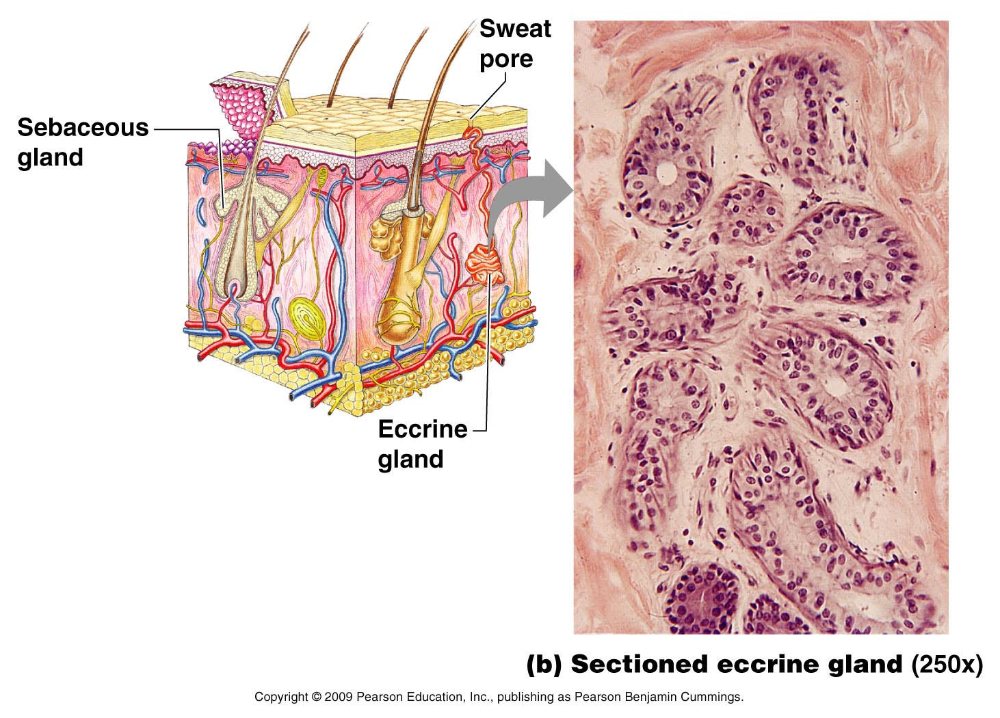 Sweat
pore
Sebaceous
gland
Eccrine
gland
(b) Sectioned eccrine gland (250x)
Copyright © 2009 Pearson Education, Inc., publishing as Pearson Benjamin Cummings.